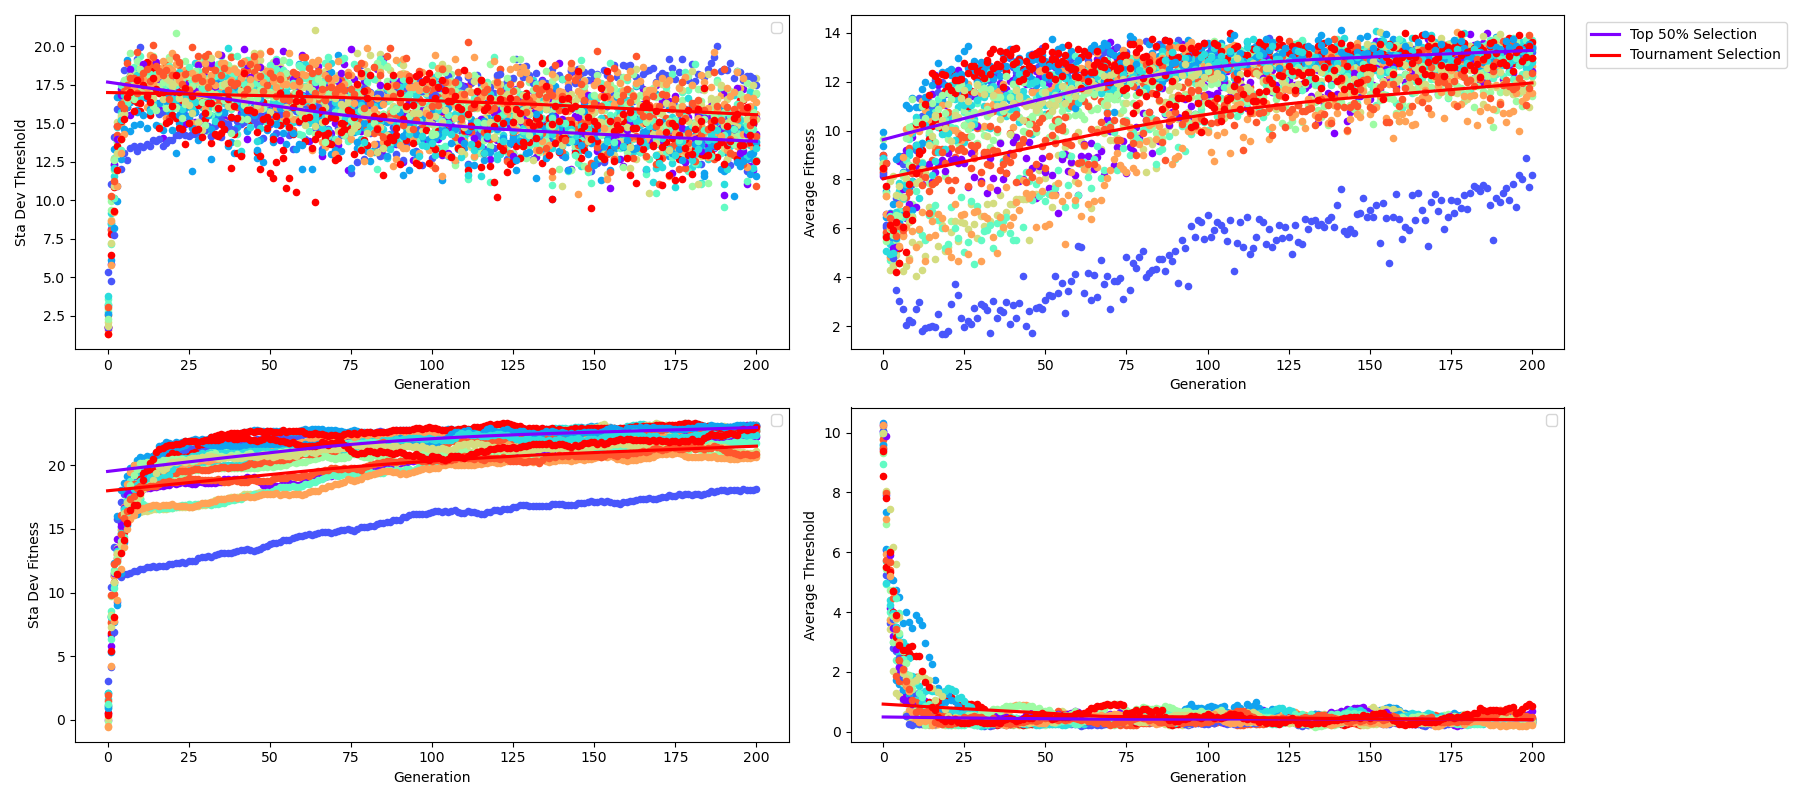 Top 50% Selection
Tournament Selection
Sta Dev Threshold
20.0
17.5
15.0
12.5
10.0
7.5
5.0
2.5
0 25 50 75 100 125 150 175 200
Generation
Average Fitness
14
12
10
8
6
4
2
0 25 50 75 100 125 150 175 200
Generation
Sta Dev Fitness
20
15
10
5
0
0 25 50 75 100 125 150 175 200
Generation
Average Threshold
10
8
6
4
2
0
0 25 50 75 100 125 150 175 200
Generation